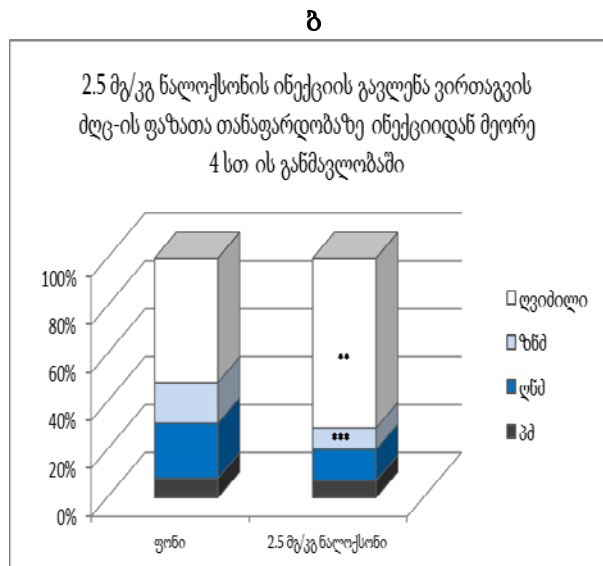 ბ
2.5 მგ/კგ ნალოქსონის ინექციის გავლენა ვირთაგვის
ძღც-ის ფაზათა თანაფარდობაზე ინექციიდან მეორე
4 სთ ის განმავლობაში
100%
80%
60%
40%
20%
0%
**
***
ფონი
2.5 მგ/კგ ნალოქსონი
ღვიძილი
ზნძ
ღნძ
პძ